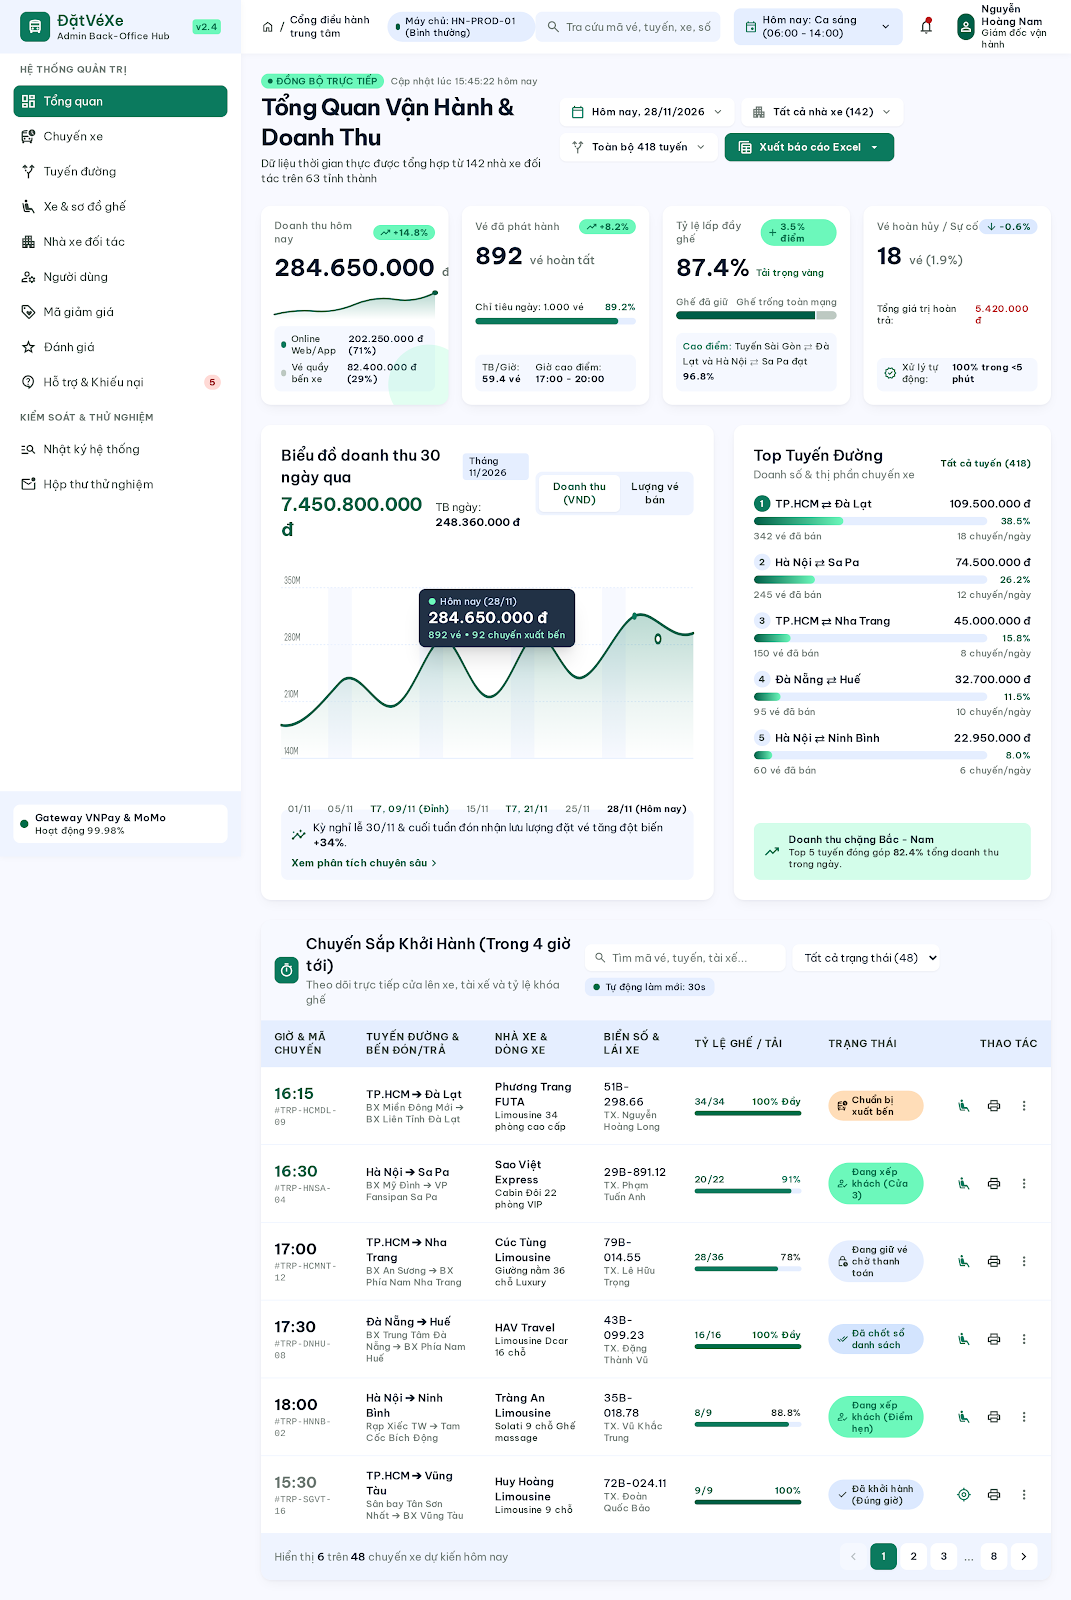 ĐặtVéXe
Admin Back-Office Hub
v2.4
/
Cổng điều hành
trung tâm
Máy chủ: HN-PROD-01
(Bình thường)
Tra cứu mã vé, tuyến, xe, số
Hôm nay: Ca sáng
(06:00 - 14:00)
Nguyễn
Hoàng Nam
Giám đốc vận
hành
HỆ THỐNG QUẢN TRỊ
Tổng quan
Chuyến xe
Tuyến đường
Xe & sơ đồ ghế
Nhà xe đối tác
Người dùng
Mã giảm giá
Đánh giá
Hỗ trợ & Khiếu nại
5
KIỂM SOÁT & THỬ NGHIỆM
Nhật ký hệ thống
Hộp thư thử nghiệm
Gateway VNPay & MoMo
Hoạt động 99.98%
ĐỒNG BỘ TRỰC TIẾP
Cập nhật lúc 15:45:22 hôm nay
Tổng Quan Vận Hành &
Doanh Thu
Dữ liệu thời gian thực được tổng hợp từ 142 nhà xe đối
tác trên 63 tỉnh thành
Hôm nay, 28/11/2026
Tất cả nhà xe (142)
Toàn bộ 418 tuyến
Xuất báo cáo Excel
Doanh thu hôm
nay
+14.8%
284.650.000 đ
Online
Web/App
202.250.000 đ
(71%)
Vé quầy
bến xe
82.400.000 đ
(29%)
Vé đã phát hành
+8.2%
892 vé hoàn tất
Chỉ tiêu ngày: 1.000 vé
89.2%
TB/Giờ:
59.4 vé
Giờ cao điểm:
17:00 - 20:00
Tỷ lệ lấp đầy
ghế
3.5%
điểm
87.4% Tải trọng vàng
Ghế đã giữ
Ghế trống toàn mạng
Cao điểm: Tuyến Sài Gòn ⇄ Đà
Lạt và Hà Nội ⇄ Sa Pa đạt
96.8%
Vé hoàn hủy / Sự cố
-0.6%
18 vé (1.9%)
Tổng giá trị hoàn
trả:
5.420.000
đ
Xử lý tự
động:
100% trong <5
phút
Biểu đồ doanh thu 30
ngày qua
Tháng
11/2026
7.450.800.000
đ
TB ngày:
248.360.000 đ
Doanh thu
(VND)
Lượng vé
bán
350M
280M
210M
140M
Hôm nay (28/11)
284.650.000 đ
892 vé • 92 chuyến xuất bến
01/11
05/11
T7, 09/11 (Đỉnh)
15/11
T7, 21/11
25/11
28/11 (Hôm nay)
Kỳ nghỉ lễ 30/11 & cuối tuần đón nhận lưu lượng đặt vé tăng đột biến
+34%.
Xem phân tích chuyên sâu
Top Tuyến Đường
Doanh số & thị phần chuyến xe
Tất cả tuyến (418)
1 TP.HCM ⇄ Đà Lạt 109.500.000 đ
38.5%
342 vé đã bán 18 chuyến/ngày
2 Hà Nội ⇄ Sa Pa 74.500.000 đ
26.2%
245 vé đã bán 12 chuyến/ngày
3 TP.HCM ⇄ Nha Trang 45.000.000 đ
15.8%
150 vé đã bán 8 chuyến/ngày
4 Đà Nẵng ⇄ Huế 32.700.000 đ
11.5%
95 vé đã bán 10 chuyến/ngày
5 Hà Nội ⇄ Ninh Bình 22.950.000 đ
8.0%
60 vé đã bán 6 chuyến/ngày
Doanh thu chặng Bắc - Nam
Top 5 tuyến đóng góp 82.4% tổng doanh thu
trong ngày.
Chuyến Sắp Khởi Hành (Trong 4 giờ
tới)
Theo dõi trực tiếp cửa lên xe, tài xế và tỷ lệ khóa
ghế
Tìm mã vé, tuyến, tài xế...
Tất cả trạng thái (48)
Tự động làm mới: 30s
GIỜ & MÃ
CHUYẾN
TUYẾN ĐƯỜNG &
BẾN ĐÓN/TRẢ
NHÀ XE &
DÒNG XE
BIỂN SỐ &
LÁI XE
TỶ LỆ GHẾ / TẢI
TRẠNG THÁI
THAO TÁC
16:15
#TRP-HCMDL-
09
TP.HCM ➔ Đà Lạt
BX Miền Đông Mới →
BX Liên Tỉnh Đà Lạt
Phương Trang
FUTA
Limousine 34
phòng cao cấp
51B-
298.66
TX. Nguyễn
Hoàng Long
34/34 100% Đầy
Chuẩn bị
xuất bến
16:30
#TRP-HNSA-
04
Hà Nội ➔ Sa Pa
BX Mỹ Đình → VP
Fansipan Sa Pa
Sao Việt
Express
Cabin Đôi 22
phòng VIP
29B-891.12
TX. Phạm
Tuấn Anh
20/22 91%
Đang xếp
khách (Cửa
3)
17:00
#TRP-HCMNT-
12
TP.HCM ➔ Nha
Trang
BX An Sương → BX
Phía Nam Nha Trang
Cúc Tùng
Limousine
Giường nằm 36
chỗ Luxury
79B-
014.55
TX. Lê Hữu
Trọng
28/36 78%
Đang giữ vé
chờ thanh
toán
17:30
#TRP-DNHU-
08
Đà Nẵng ➔ Huế
BX Trung Tâm Đà
Nẵng → BX Phía Nam
Huế
HAV Travel
Limousine Dcar
16 chỗ
43B-
099.23
TX. Đặng
Thành Vũ
16/16 100% Đầy
Đã chốt sổ
danh sách
18:00
#TRP-HNNB-
02
Hà Nội ➔ Ninh
Bình
Rạp Xiếc TW → Tam
Cốc Bích Động
Tràng An
Limousine
Solati 9 chỗ Ghế
massage
35B-
018.78
TX. Vũ Khắc
Trung
8/9 88.8%
Đang xếp
khách (Điểm
hẹn)
15:30
#TRP-SGVT-
16
TP.HCM ➔ Vũng
Tàu
Sân bay Tân Sơn
Nhất → BX Vũng Tàu
Huy Hoàng
Limousine
Limousine 9 chỗ
72B-024.11
TX. Đoàn
Quốc Bảo
9/9 100%
Đã khởi hành
(Đúng giờ)
Hiển thị 6 trên 48 chuyến xe dự kiến hôm nay
1 2 3 ... 8